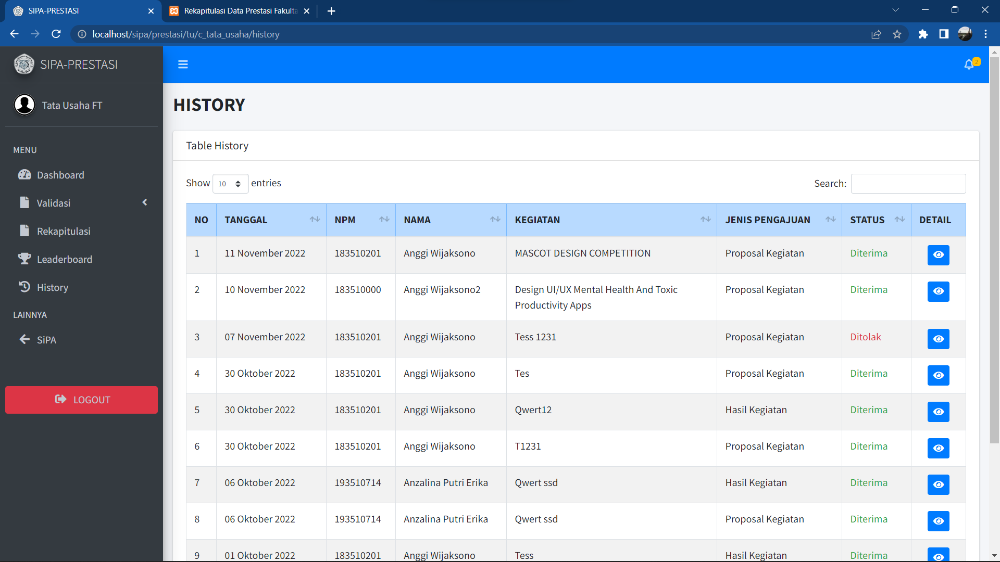 SIPA-PRESTASI
Rekapitulasi Data Prestasi Fakulta
localhost/sipa/prestasi/tu/c_tata_usaha/history
SIPA-PRESTASI
2
Tata Usaha FT
MENU
Dashboard
Validasi
Rekapitulasi
Leaderboard
History
LAINNYA
SiPA
LOGOUT
HISTORY
Table History
Show 10 entries
Search:
NO TANGGAL NPM NAMA KEGIATAN JENIS PENGAJUAN STATUS DETAIL
1 11 November 2022 183510201 Anggi Wijaksono MASCOT DESIGN COMPETITION Proposal Kegiatan Diterima
2 10 November 2022 183510000 Anggi Wijaksono2 Design UI/UX Mental Health And Toxic Proposal Kegiatan Diterima
Productivity Apps
3 07 November 2022 183510201 Anggi Wijaksono Tess 1231 Proposal Kegiatan Ditolak
4 30 Oktober 2022 183510201 Anggi Wijaksono Tes Proposal Kegiatan Diterima
5 30 Oktober 2022 183510201 Anggi Wijaksono Qwert12 Hasil Kegiatan Diterima
6 30 Oktober 2022 183510201 Anggi Wijaksono T1231 Proposal Kegiatan Diterima
7 06 Oktober 2022 193510714 Anzalina Putri Erika Qwert ssd Hasil Kegiatan Diterima
8 06 Oktober 2022 193510714 Anzalina Putri Erika Qwert ssd Proposal Kegiatan Diterima
9 01 Oktober 2022 183510201 Anggi Wijaksono Tess Hasil Kegiatan Diterima